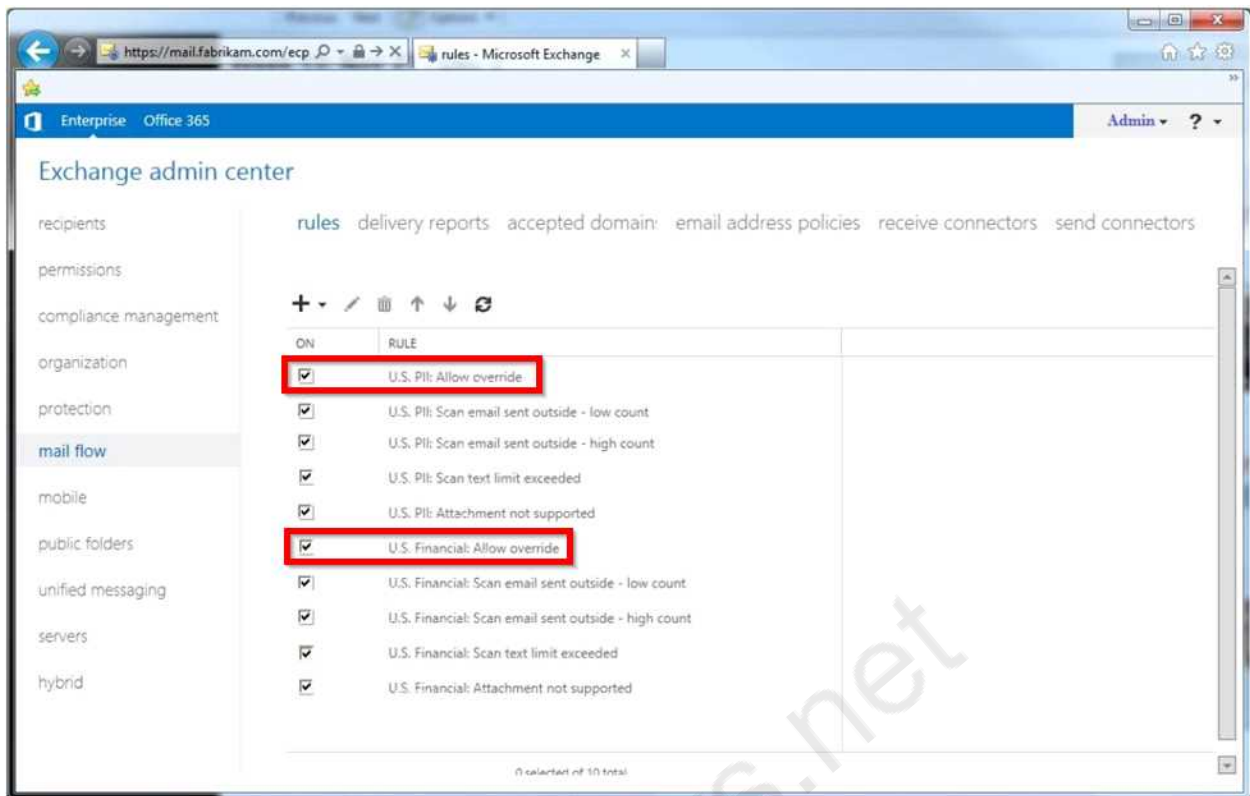 https://mail.fabrikam.com/ecp
rules - Microsoft Exchange
Enterprise Office 365
Admin ?
Exchange admin center
rules delivery reports accepted domain email address policies receive connectors send connectors
recipients
permissions
compliance management
organization
protection
mail flow
mobile
public folders
unified messaging
servers
hybrid
ON RULE
U.S. PII: Allow override
U.S. PII: Scan email sent outside - low count
U.S. PII: Scan email sent outside - high count
U.S. PII: Scan text limit exceeded
U.S. PII: Attachment not supported
U.S. Financial: Allow override
U.S. Financial: Scan email sent outside - low count
U.S. Financial: Scan email sent outside - high count
U.S. Financial: Scan text limit exceeded
U.S. Financial: Attachment not supported
0 selected of 10 total
s.net